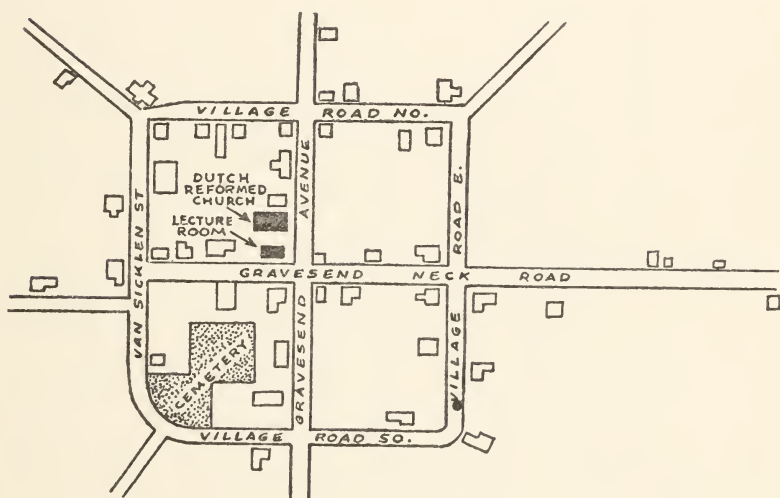 VILLAGE ROAD NO.
DUTCH
REFORMED
CHURCH
LECTURE
ROOM
AVENUE
GRAVESEND
VILLAGE ROAD E.
VAN SICKLEN ST
GRAVESEND NECK ROAD
CEMETERY
VILLAGE ROAD SO.